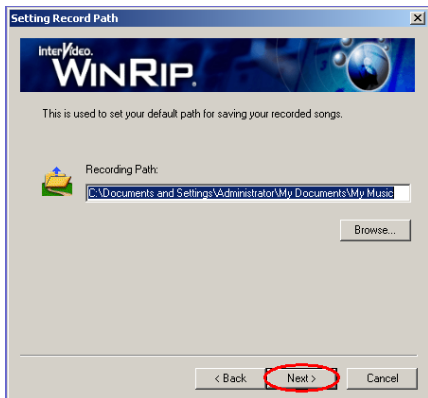 Setting Record Path
InterVideo.
WINRIP.
This is used to set your default path for saving your recorded songs.
Recording Path:
C:\Documents and Settings\Administrator\My Documents\My Music
Browse...
< Back Next > Cancel